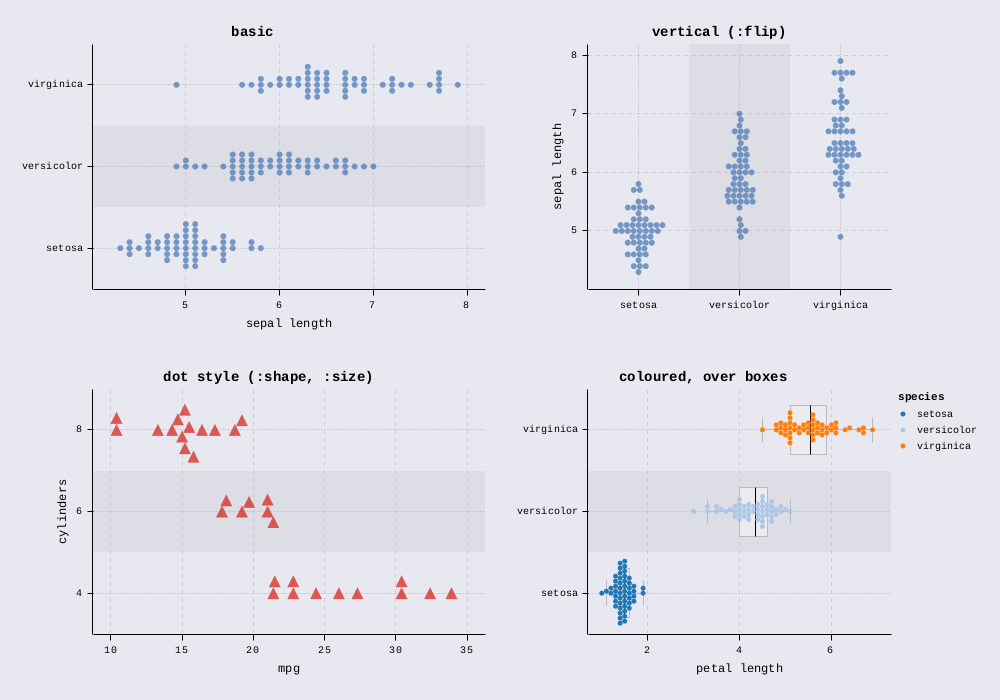 basic
virginica
versicolor
setosa
5 6 7 8
sepal length
vertical (:flip)
sepal length
8
7
6
5
setosa versicolor virginica
dot style (:shape, :size)
cylinders
8
6
4
10 15 20 25 30 35
mpg
coloured, over boxes
virginica
versicolor
setosa
2 4 6
petal length
species
setosa
versicolor
virginica